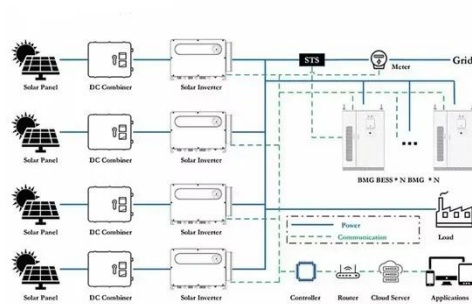 STS
Meter
Grid
Solar Panel
DC Combiner
Solar Inverter
Solar Panel
DC Combiner
Solar Inverter
BMG BESS * N BMG * N
Solar Panel
DC Combiner
Solar Inverter
Power
Communication
Load
Solar Panel
DC Combiner
Solar Inverter
Controller
Router
Cloud Server
Application